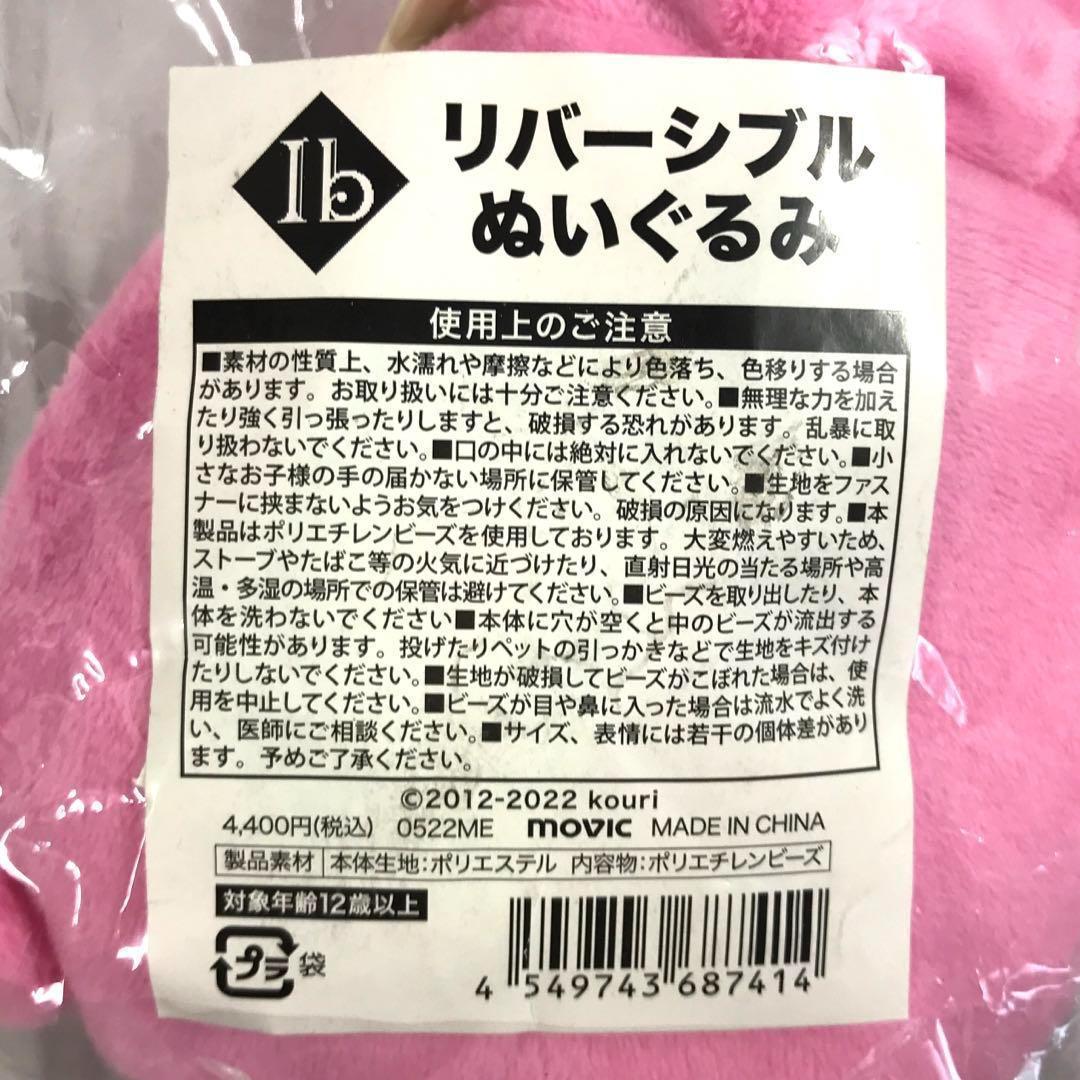 Ib
リバーシブル
ぬいぐるみ
使用上のご注意
■素材の性質上、水濡れや摩擦などにより色落ち、色移りする場合
があります。お取り扱いには十分ご注意ください。■無理な力を加え
たり強く引っ張ったりしますと、破損する恐れがあります。乱暴に取
り扱わないでください。■口の中には絶対に入れないでください。■小
さなお子様の手の届かない場所に保管してください。■生地をファス
ナーに挟まないようお気をつけください。破損の原因になります。■本
製品はポリエチレンビーズを使用しております。大変燃えやすいため、
ストーブやたばこ等の火気に近づけたり、直射日光の当たる場所や高
温・多湿の場所での保管は避けてください。■ビーズを取り出したり、本
体を洗わないでください■本体に穴が空くと中のビーズが流出する
可能性があります。投げたりペットの引っかきなどで生地をキズ付け
たりしないでください。■生地が破損してビーズがこぼれた場合は、使
用を中止してください。■ビーズが目や鼻に入った場合は流水でよく洗
い、医師にご相談ください。■サイズ、表情には若干の個体差があり
ます。予めご了承ください。
©2012-2022 kouri
4,400円(税込) 0522ME movic MADE IN CHINA
製品素材 本体生地:ポリエステル 内容物:ポリエチレンビーズ
対象年齢12歳以上
プラ 袋
4 549743 687414